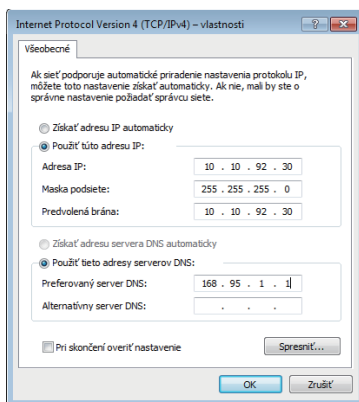 Internet Protocol Version 4 (TCP/IPv4) – vlastnosti
Všeobecné
Ak sieť podporuje automatické priradenie nastavenia protokolu IP,
môžete toto nastavenie získať automaticky. Ak nie, mali by ste o
správne nastavenie požiadať správcu siete.
Získať adresu IP automaticky
Použiť túto adresu IP:
Adresa IP: 10 . 10 . 92 . 30
Maska podsiete: 255 . 255 . 255 . 0
Predvolená brána: 10 . 10 . 92 . 30
Získať adresu servera DNS automaticky
Použiť tieto adresy serverov DNS:
Preferovaný server DNS: 168 . 95 . 1 . 1
Alternatívny server DNS: . . .
Pri skončení overiť nastavenie
Spresniť...
OK
Zrušiť